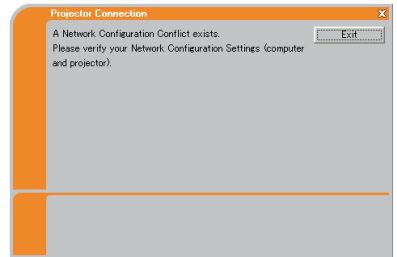 Projector Connection
X
A Network Configuration Conflict exists.
Exit
Please verify your Network Configuration Settings (computer
and projector).